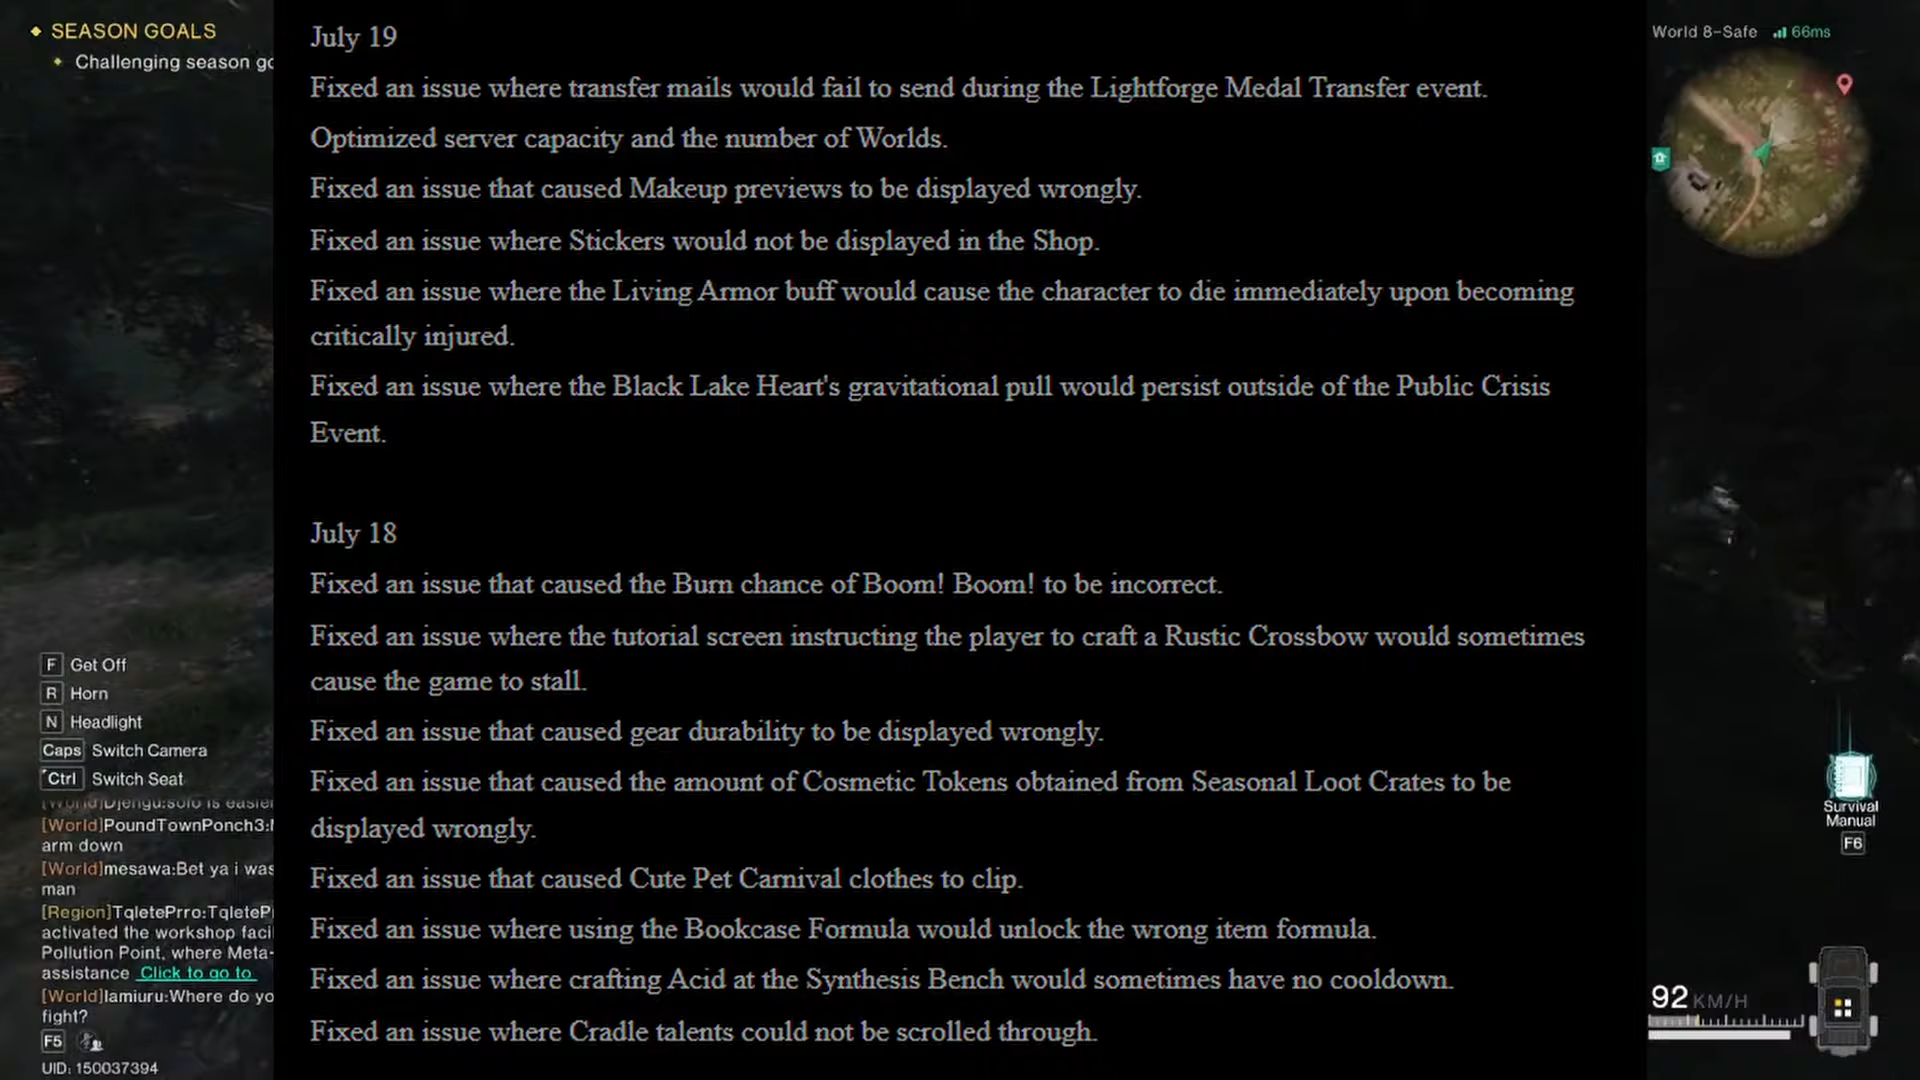 SEASON GOALS
Challenging season go
July 19
Fixed an issue where transfer mails would fail to send during the Lightforge Medal Transfer event.
Optimized server capacity and the number of Worlds.
Fixed an issue that caused Makeup previews to be displayed wrongly.
Fixed an issue where Stickers would not be displayed in the Shop.
Fixed an issue where the Living Armor buff would cause the character to die immediately upon becoming
critically injured.
Fixed an issue where the Black Lake Heart's gravitational pull would persist outside of the Public Crisis
Event.
July 18
Fixed an issue that caused the Burn chance of Boom! Boom! to be incorrect.
Fixed an issue where the tutorial screen instructing the player to craft a Rustic Crossbow would sometimes
cause the game to stall.
Fixed an issue that caused gear durability to be displayed wrongly.
Fixed an issue that caused the amount of Cosmetic Tokens obtained from Seasonal Loot Crates to be
displayed wrongly.
Fixed an issue that caused Cute Pet Carnival clothes to clip.
Fixed an issue where using the Bookcase Formula would unlock the wrong item formula.
Fixed an issue where crafting Acid at the Synthesis Bench would sometimes have no cooldown.
Fixed an issue where Cradle talents could not be scrolled through.
F Get Off
R Horn
N Headlight
Caps Switch Camera
Ctrl Switch Seat
[World]Djengu:solo is easier
[World]PoundTownPonch3:
arm down
[World]mesawa:Bet ya i was
man
[Region]TqletePrro:TqleteP
activated the workshop faci
Pollution Point, where Meta-
assistance Click to go to
[World]Iamiuru:Where do yo
fight?
F5
UID: 150037394
World 8-Safe 66ms
Survival
Manual
F6
92 KM/H